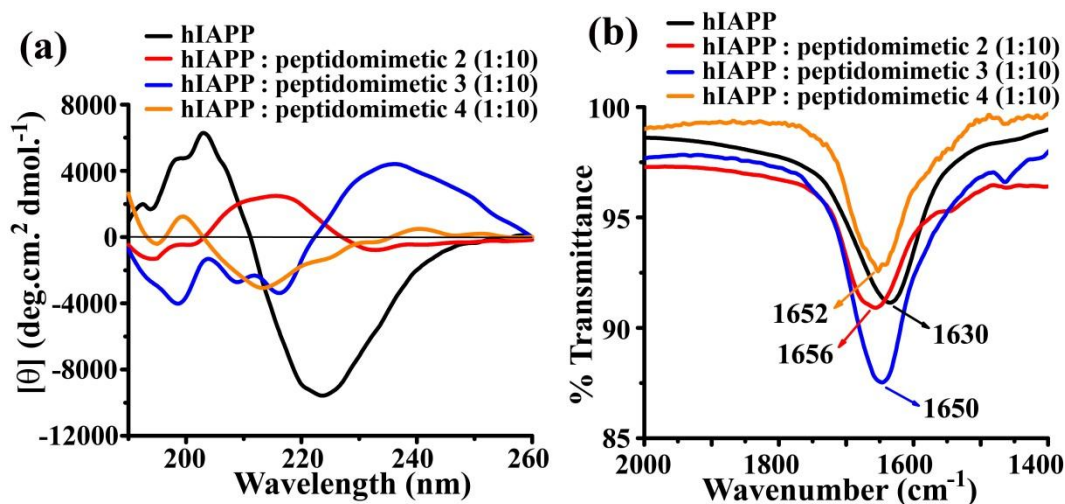 (a)
hIAPP
hIAPP : peptidomimetic 2 (1:10)
hIAPP : peptidomimetic 3 (1:10)
hIAPP : peptidomimetic 4 (1:10)
[θ] (deg.cm.² dmol.⁻¹)
8000
4000
0
-4000
-8000
-12000
200
220
240
260
Wavelength (nm)
(b)
hIAPP
hIAPP : peptidomimetic 2 (1:10)
hIAPP : peptidomimetic 3 (1:10)
hIAPP : peptidomimetic 4 (1:10)
% Transmittance
100
95
90
85
1652
1656
1630
1650
2000
1800
1600
1400
Wavenumber (cm⁻¹)